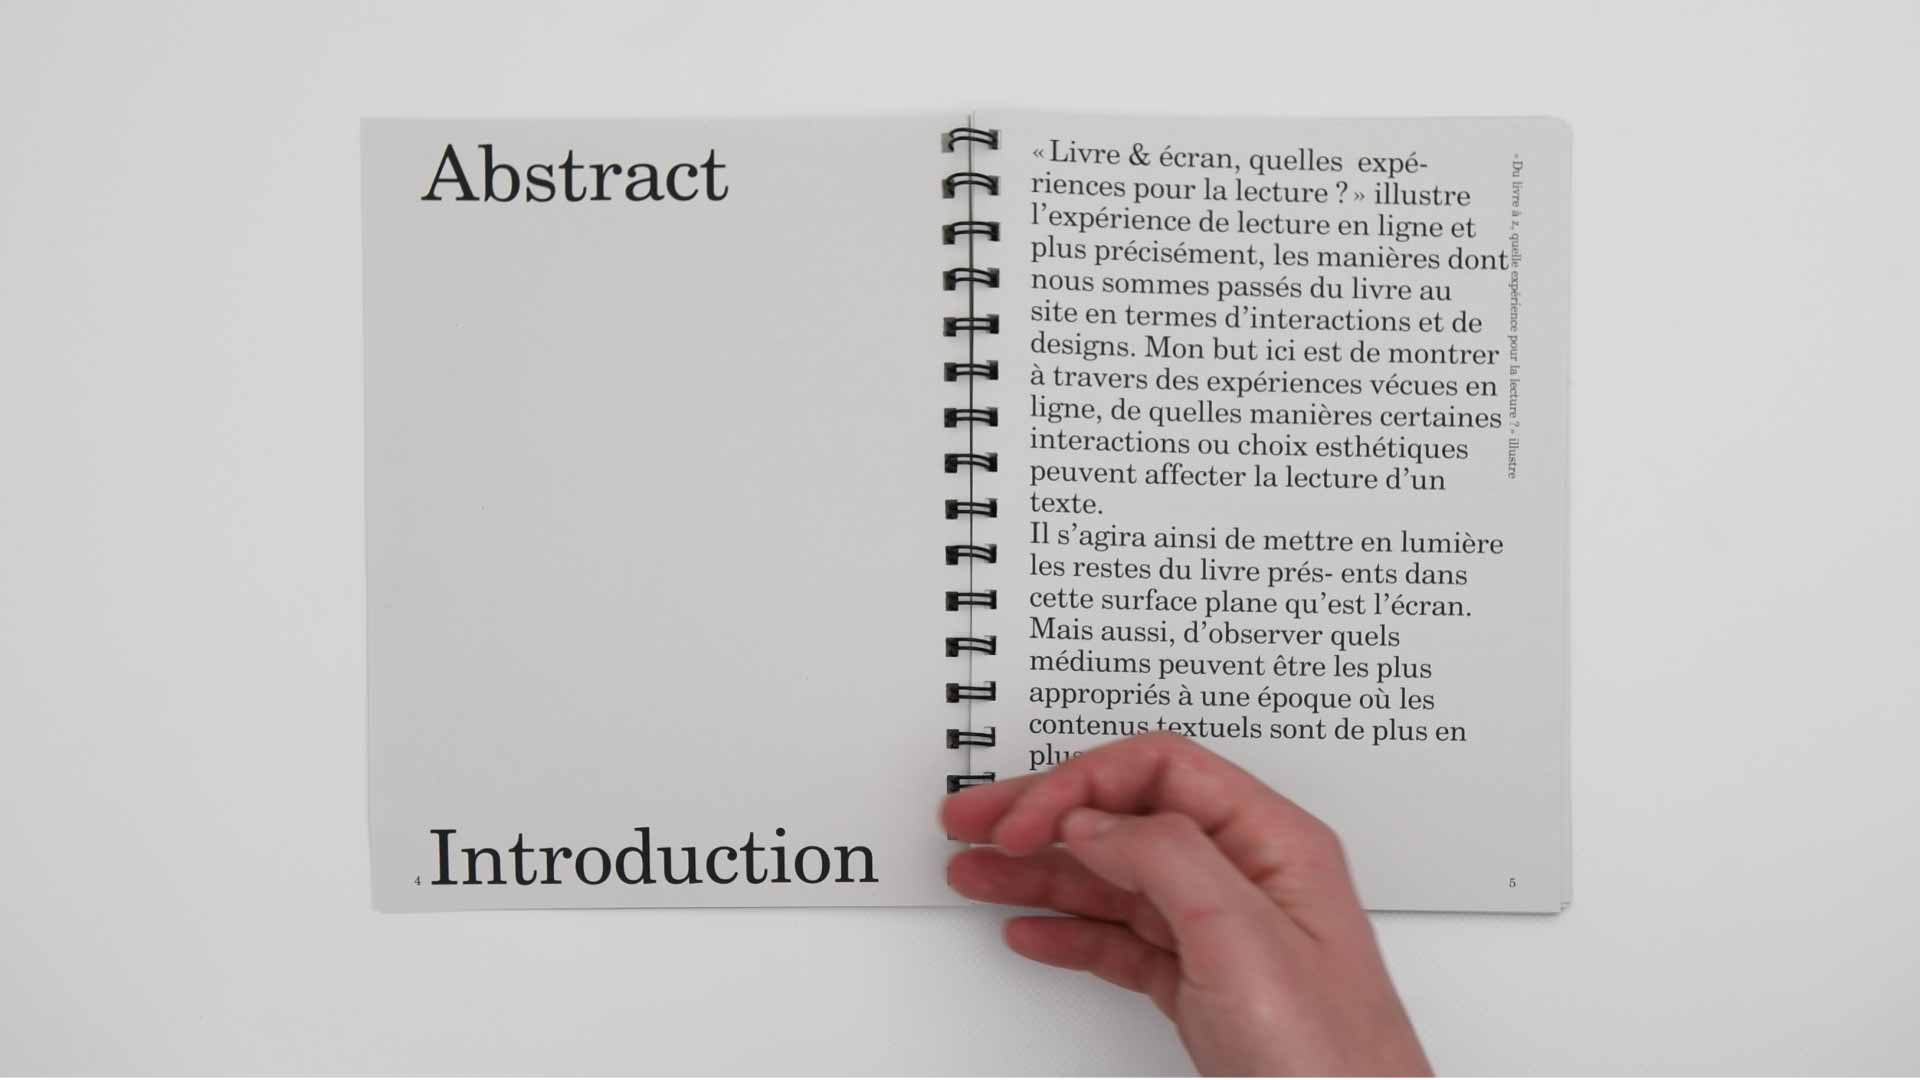 Abstract
4
Introduction
« Livre & écran, quelles expé-
riences pour la lecture ? » illustre
l’expérience de lecture en ligne et
plus précisément, les manières dont
nous sommes passés du livre au
site en termes d’interactions et de
designs. Mon but ici est de montrer
à travers des expériences vécues en
ligne, de quelles manières certaines
interactions ou choix esthétiques
peuvent affecter la lecture d’un
texte.
Il s’agira ainsi de mettre en lumière
les restes du livre prés- ents dans
cette surface plane qu’est l’écran.
Mais aussi, d’observer quels
médiums peuvent être les plus
appropriés à une époque où les
contenus textuels sont de plus en
« Du livre à z, quelle expérience pour la lecture ? » illustre
5